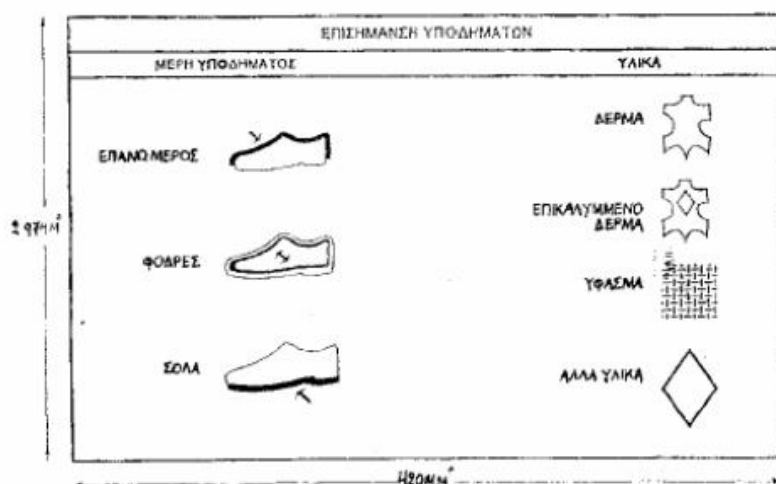 ΕΠΙΣΗΜΑΝΣΗ ΥΠΟΔΗΜΑΤΩΝ
ΜΕΡΗ ΥΠΟΔΗΜΑΤΟΣ
ΥΛΙΚΑ
ΕΠΑΝΩ ΜΕΡΟΣ
ΔΕΡΜΑ
ΕΠΙΚΑΛΥΜΜΕΝΟ
ΔΕΡΜΑ
ΦΟΔΡΕΣ
ΥΦΑΣΜΑ
ΣΟΛΑ
ΑΛΛΑ ΥΛΙΚΑ